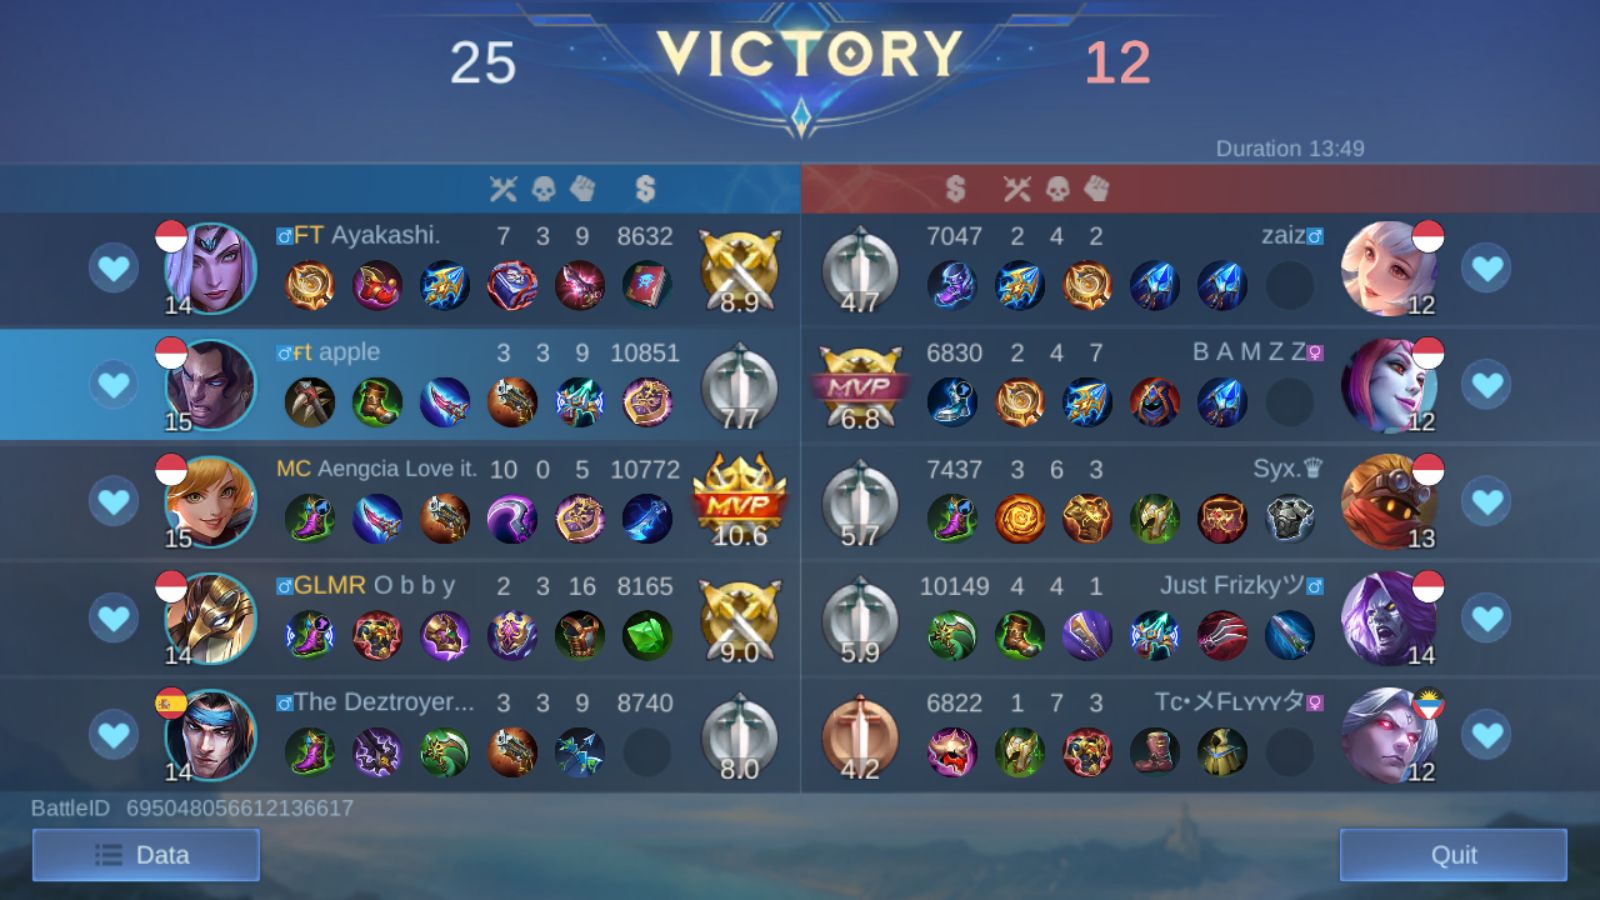 25 VICTORY 12
Duration 13:49
FT Ayakashi. 7 3 9 8632
14 8.9
4.7 7047 2 4 2 zaiz
12
ft apple 3 3 9 10851
15 7.7
MVP 6830 2 4 7 B A M Z Z
6.8 12
MC Aengcia Love it. 10 0 5 10772
15 MVP 10.6
7437 3 6 3 Syx.
5.7 13
GLMR O b b y 2 3 16 8165
14 9.0
10149 4 4 1 Just Frizkyツ
5.9 14
The Deztroyer... 3 3 9 8740
14 8.0
6822 1 7 3 Tc•メFʟʏʏʏタ
4.2 12
BattleID 695048056612136617
Data
Quit